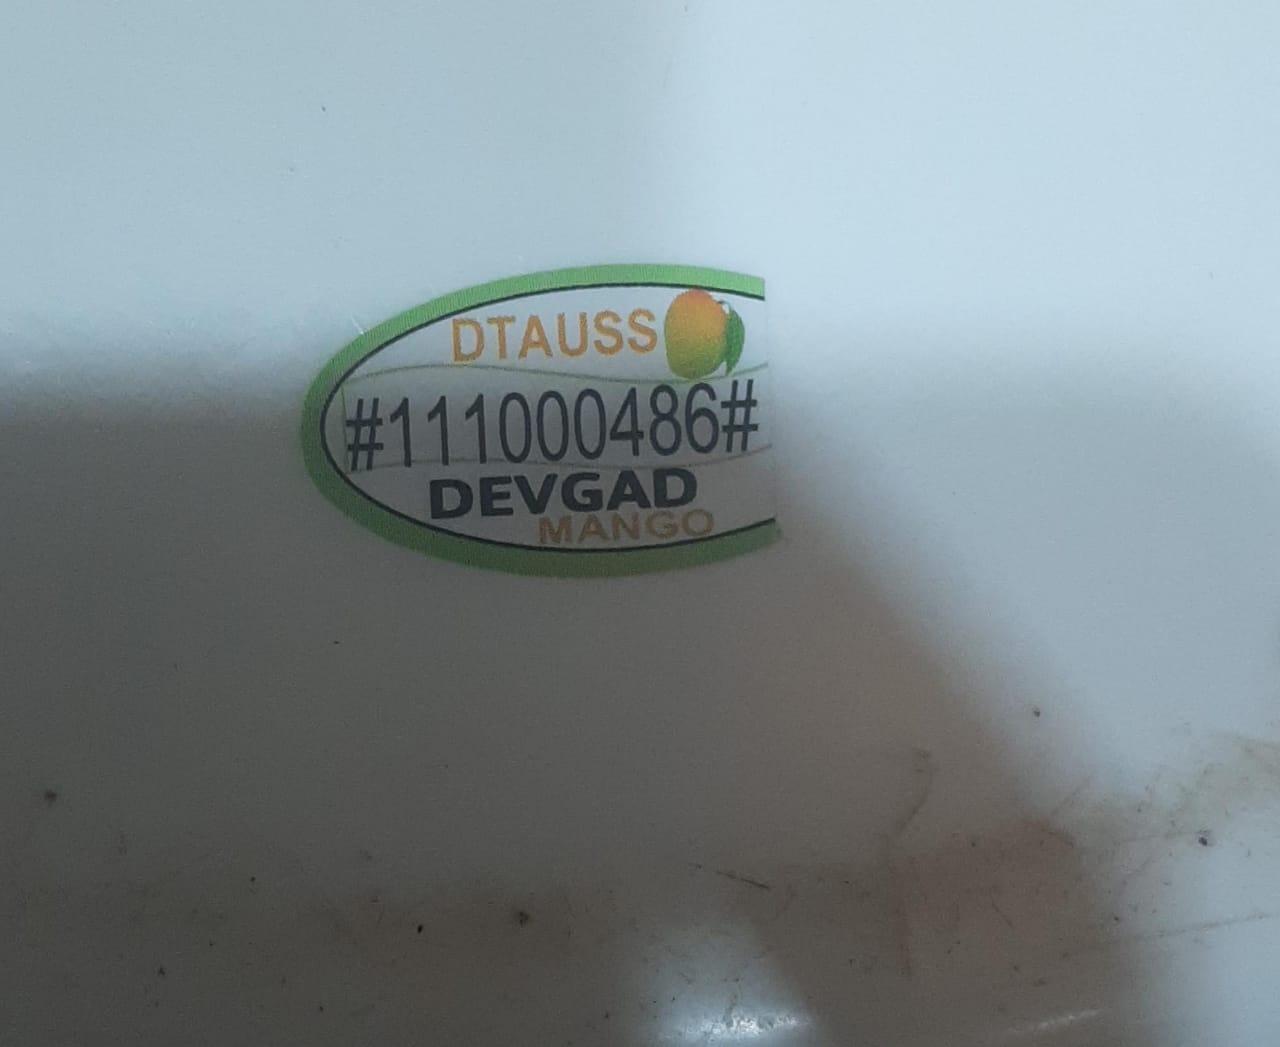 DTAUSS
#111000486#
DEVGAD
MANGO